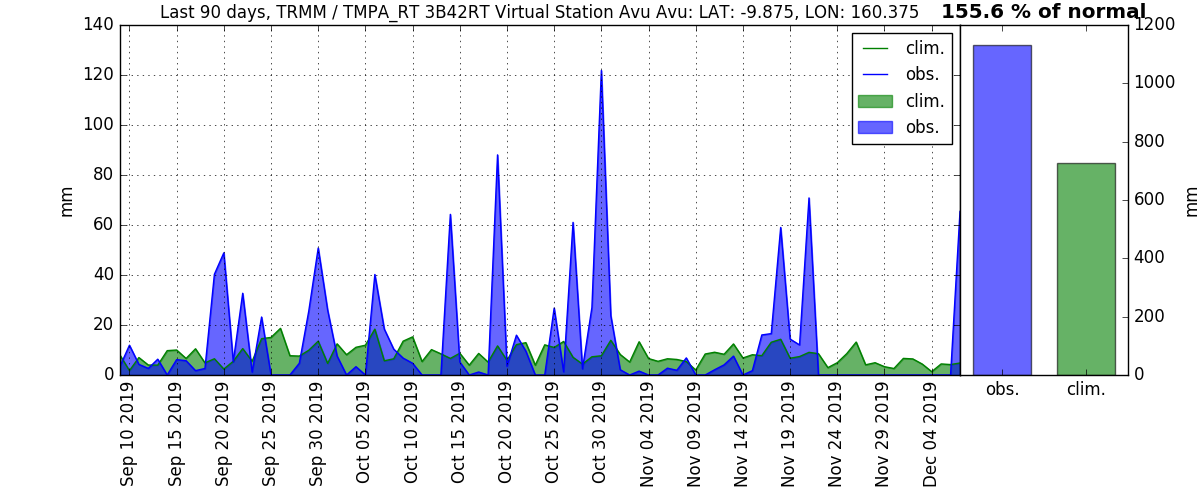 Last 90 days, TRMM / TMPA_RT 3B42RT Virtual Station Avu Avu: LAT: -9.875, LON: 160.375
155.6 % of normal
140
120
100
80
60
40
20
0
mm
clim.
obs.
clim.
obs.
Sep 10 2019
Sep 15 2019
Sep 20 2019
Sep 25 2019
Sep 30 2019
Oct 05 2019
Oct 10 2019
Oct 15 2019
Oct 20 2019
Oct 25 2019
Oct 30 2019
Nov 04 2019
Nov 09 2019
Nov 14 2019
Nov 19 2019
Nov 24 2019
Nov 29 2019
Dec 04 2019
1200
1000
800
600
400
200
0
mm
obs.
clim.